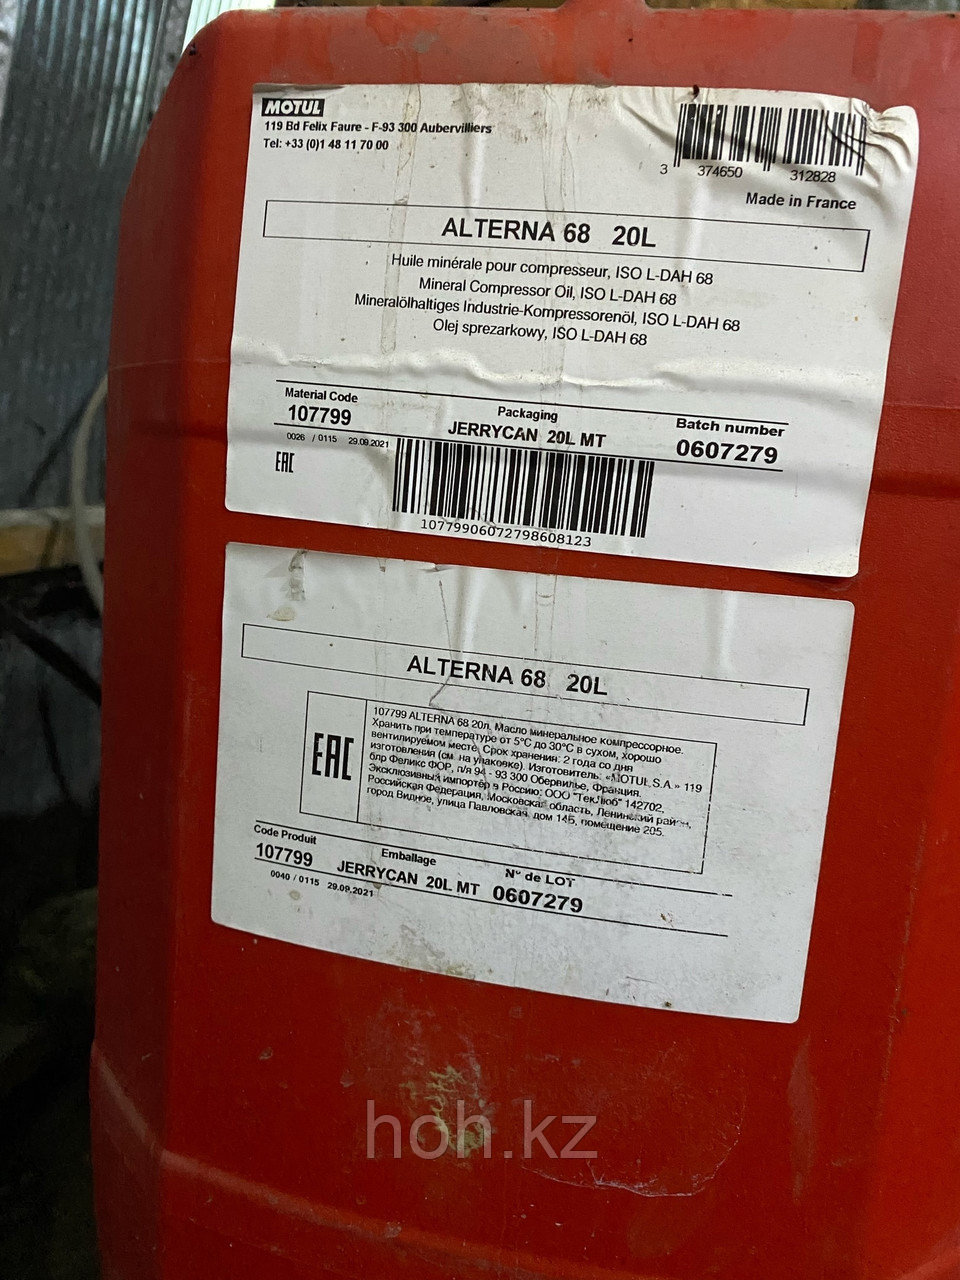 MOTUL
119 Bd Felix Faure - F-93 300 Aubervilliers
Tel: +33 (0)1 48 11 70 00
3 374650 312828
Made in France
ALTERNA 68 20L
Huile minérale pour compresseur, ISO L-DAH 68
Mineral Compressor Oil, ISO L-DAH 68
Mineralölhaltiges Industrie-Kompressorenöl, ISO L-DAH 68
Olej sprezarkowy, ISO L-DAH 68
Material Code Packaging Batch number
107799 JERRYCAN 20L MT 0607279
0026 / 0115 29.09.2021
EAC
10779906072798608123
ALTERNA 68 20L
EAC
107799 ALTERNA 68 20л. Масло минеральное компрессорное.
Хранить при температуре от 5°C до 30°C в сухом, хорошо
вентилируемом месте. Срок хранения: 2 года со дня
изготовления (см. на упаковке). Изготовитель: «MOTUL S.A.» 119
блр Феликс ФОР, п/я 94 - 93 300 Обервилье, Франция.
Эксклюзивный импортёр в Россию: ООО "ТекЛюб" 142702,
Российская Федерация, Московская область, Ленинский район,
город Видное, улица Павловская, дом 14Б, помещение 205.
Code Produit Emballage N° de LOT
107799 JERRYCAN 20L MT 0607279
0040 / 0115 29.09.2021
hoh.kz